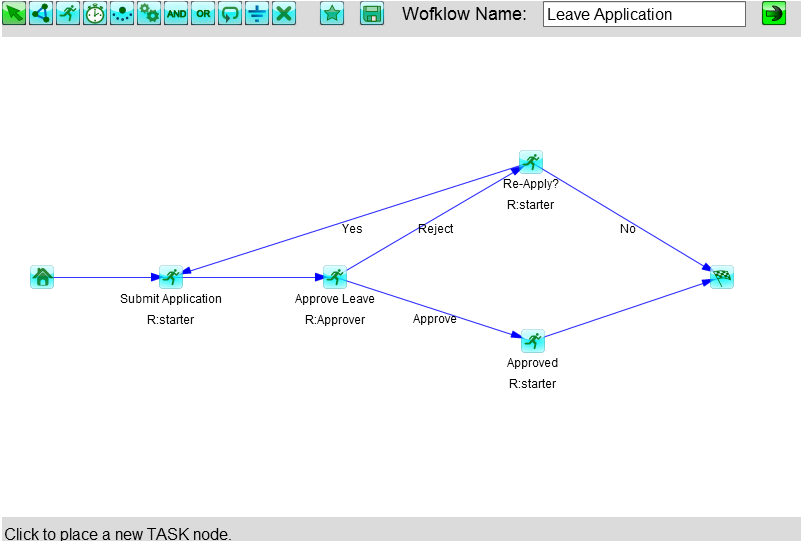 AND OR Wofklow Name: Leave Application
Re-Apply?
R:starter
Yes Reject No
Submit Application Approve Leave
R:starter R:Approver Approve
Approved
R:starter
Click to place a new TASK node.